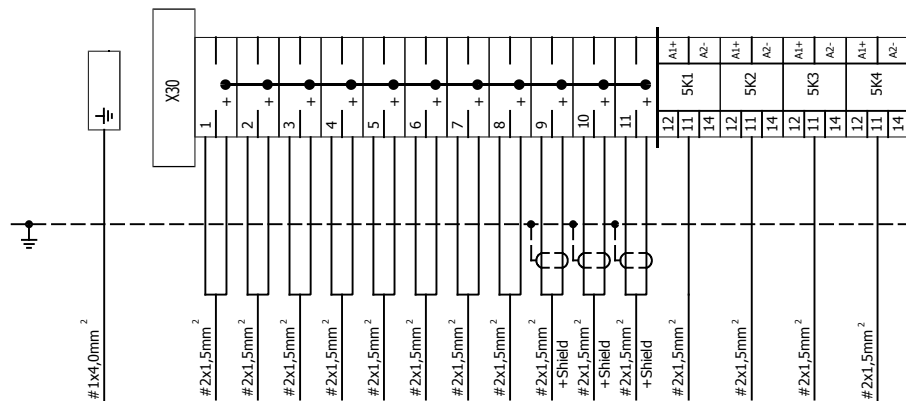 X30
1 + 2 + 3 + 4 + 5 + 6 + 7 + 8 + 9 + 10 + 11 +
A1+ A2- A1+ A2- A1+ A2- A1+ A2-
5K1 5K2 5K3 5K4
12 11 14 12 11 14 12 11 14 12 11 14
#1x4,0mm²
#2x1,5mm²
#2x1,5mm²
#2x1,5mm²
#2x1,5mm²
#2x1,5mm²
#2x1,5mm²
#2x1,5mm²
#2x1,5mm²
#2x1,5mm²
+Shield
#2x1,5mm²
+Shield
#2x1,5mm²
+Shield
#2x1,5mm²
#2x1,5mm²
#2x1,5mm²
#2x1,5mm²